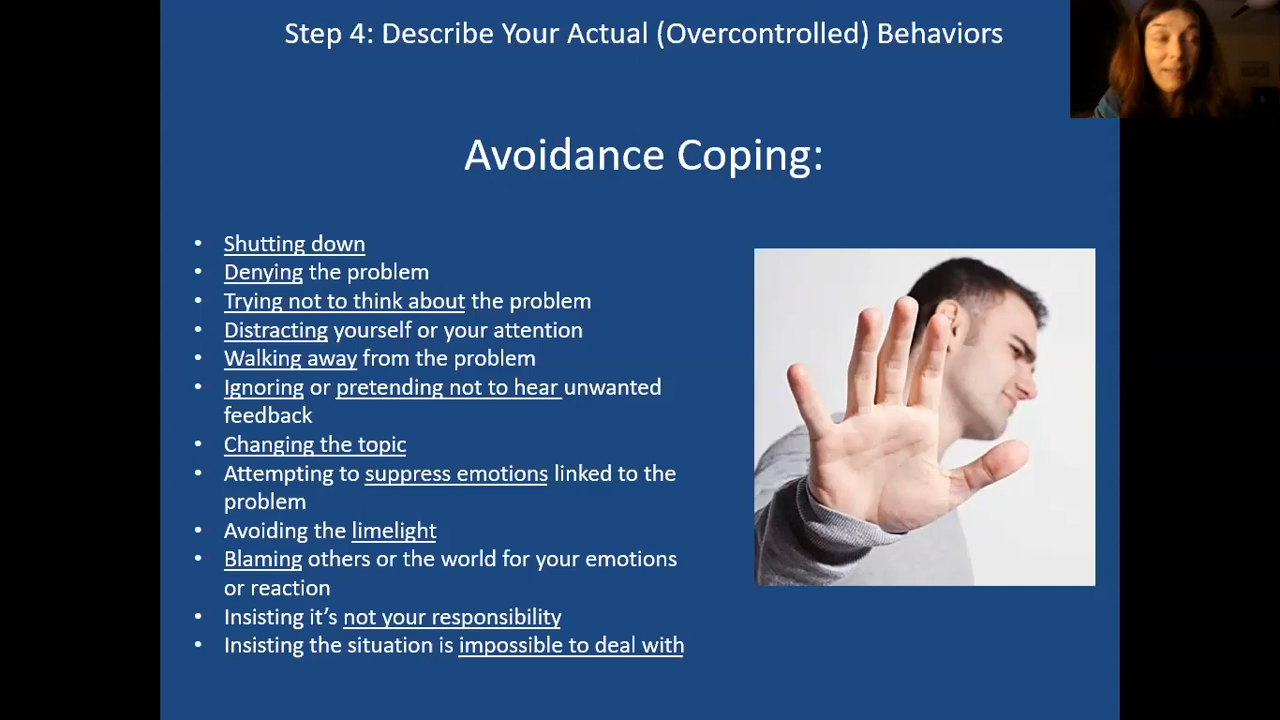 Step 4: Describe Your Actual (Overcontrolled) Behaviors
Avoidance Coping:
• Shutting down
• Denying the problem
• Trying not to think about the problem
• Distracting yourself or your attention
• Walking away from the problem
• Ignoring or pretending not to hear unwanted
feedback
• Changing the topic
• Attempting to suppress emotions linked to the
problem
• Avoiding the limelight
• Blaming others or the world for your emotions
or reaction
• Insisting it’s not your responsibility
• Insisting the situation is impossible to deal with